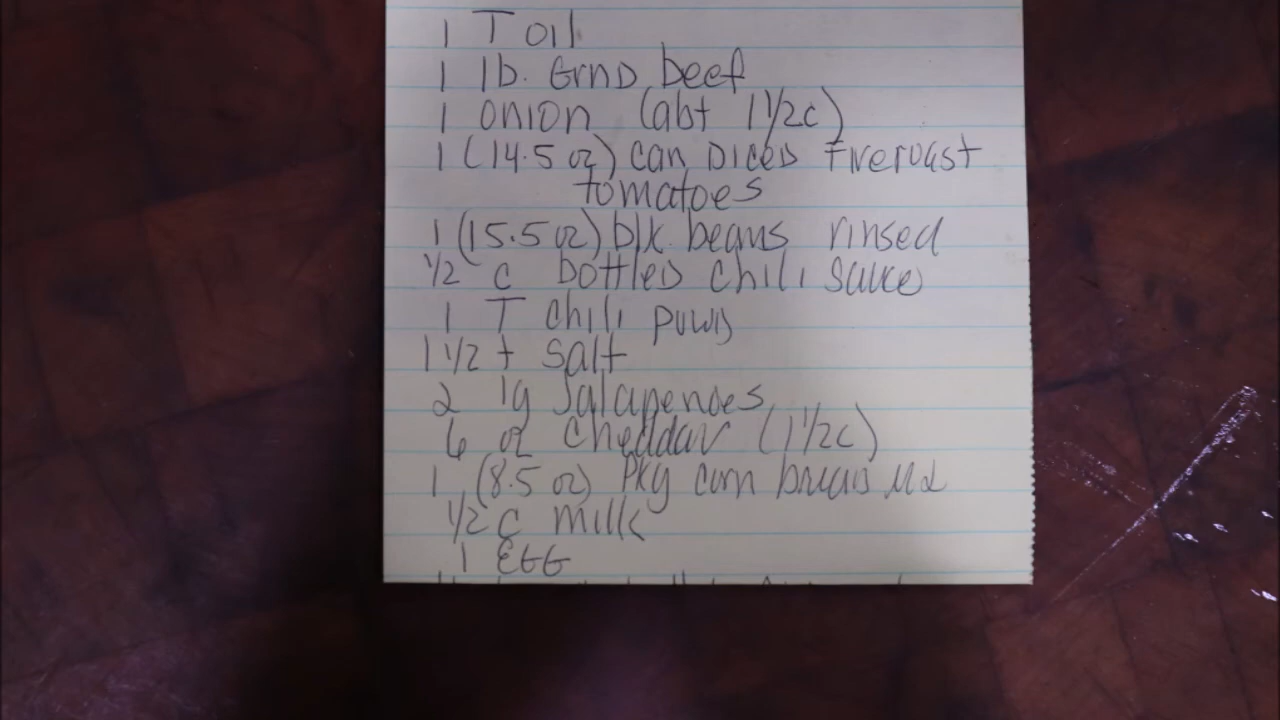 1 T oil
1 lb. Grnd beef
1 onion (abt 1 1/2c)
1 (14.5 oz) can Diced Fireroast
tomatoes
1 (15.5 oz) blk. beans rinsed
1/2 c bottled chili sauce
1 T chili powd
1 1/2 t salt
2 lg Jalapenoes
6 oz cheddar (1 1/2c)
1 (8.5 oz) Pkg corn bread mx
1/2 c milk
1 EGG